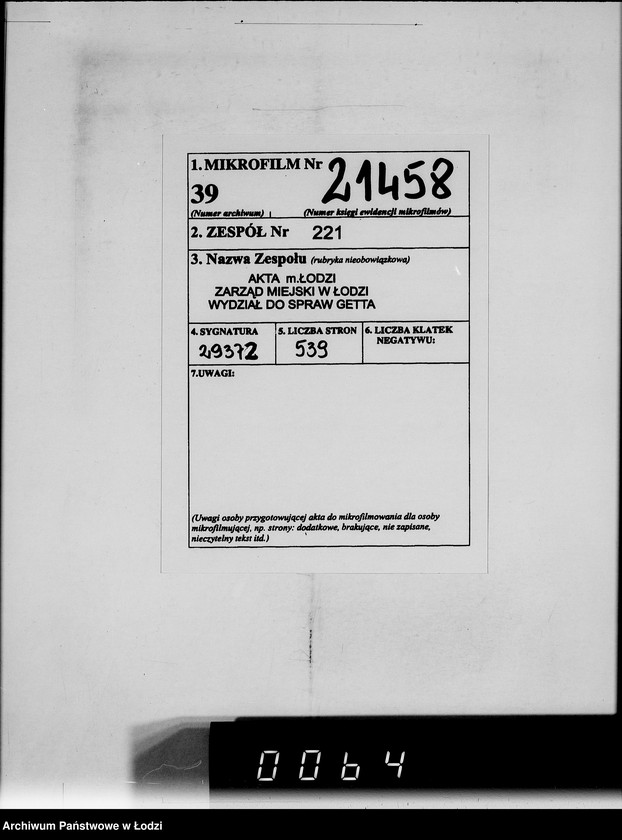 1. MIKROFILM Nr 21458
39
(Numer archiwum) (Numer księgi ewidencji mikrofilmów)
2. ZESPÓŁ Nr 221
3. Nazwa Zespołu (rubryka nieobowiązkowa)
AKTA m.ŁODZI
ZARZĄD MIEJSKI W ŁODZI
WYDZIAŁ DO SPRAW GETTA
4. SYGNATURA 5. LICZBA STRON 6. LICZBA KLATEK
NEGATYWU:
29372 539
7.UWAGI:
(Uwagi osoby przygotowującej akta do mikrofilmowania dla osoby
mikrofilmującej, np. strony: dodatkowe, brakujące, nie zapisane,
nieczytelny tekst itd.)
0064
Archiwum Państwowe w Łodzi